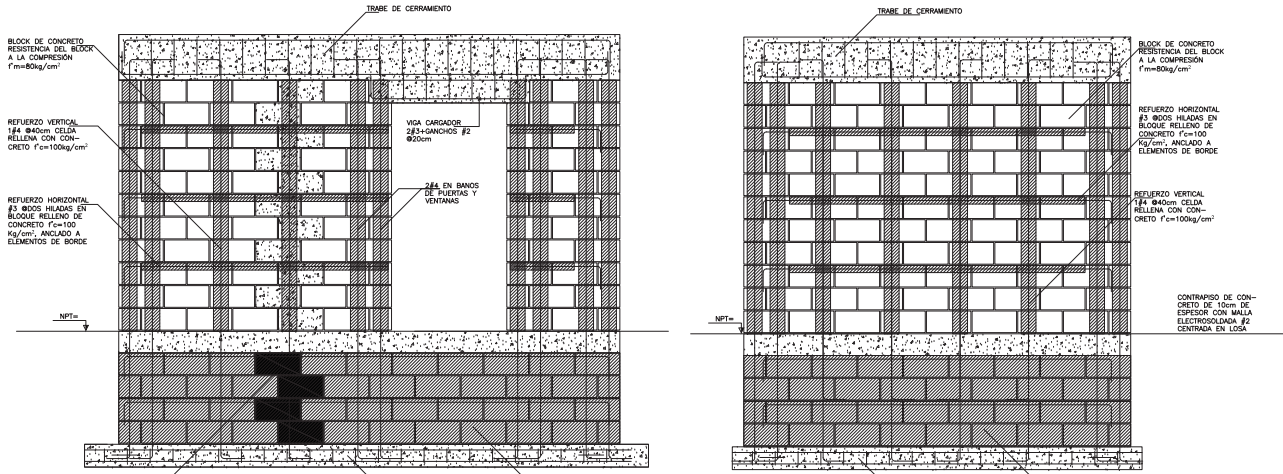 TRABE DE CERRAMIENTO
BLOCK DE CONCRETO
RESISTENCIA DEL BLOCK
A LA COMPRESIÓN
f'm=80kg/cm²
REFUERZO VERTICAL
1#4 @40cm CELDA
RELLENA CON CON-
CRETO f'c=100kg/cm²
REFUERZO HORIZONTAL
#3 @DOS HILADAS EN
BLOQUE RELLENO DE
CONCRETO f'c=100
Kg/cm², ANCLADO A
ELEMENTOS DE BORDE
NPT=
VIGA CARGADOR
2#3+GANCHOS #2
@20cm
2#4 EN BANOS
DE PUERTAS Y
VENTANAS
TRABE DE CERRAMIENTO
BLOCK DE CONCRETO
RESISTENCIA DEL BLOCK
A LA COMPRESIÓN
f'm=80kg/cm²
REFUERZO HORIZONTAL
#3 @DOS HILADAS EN
BLOQUE RELLENO DE
CONCRETO f'c=100
Kg/cm², ANCLADO A
ELEMENTOS DE BORDE
REFUERZO VERTICAL
1#4 @40cm CELDA
RELLENA CON CON-
CRETO f'c=100kg/cm²
NPT=
CONTRAPISO DE CON-
CRETO DE 10cm DE
ESPESOR CON MALLA
ELECTROSOLDADA #2
CENTRADA EN LOSA